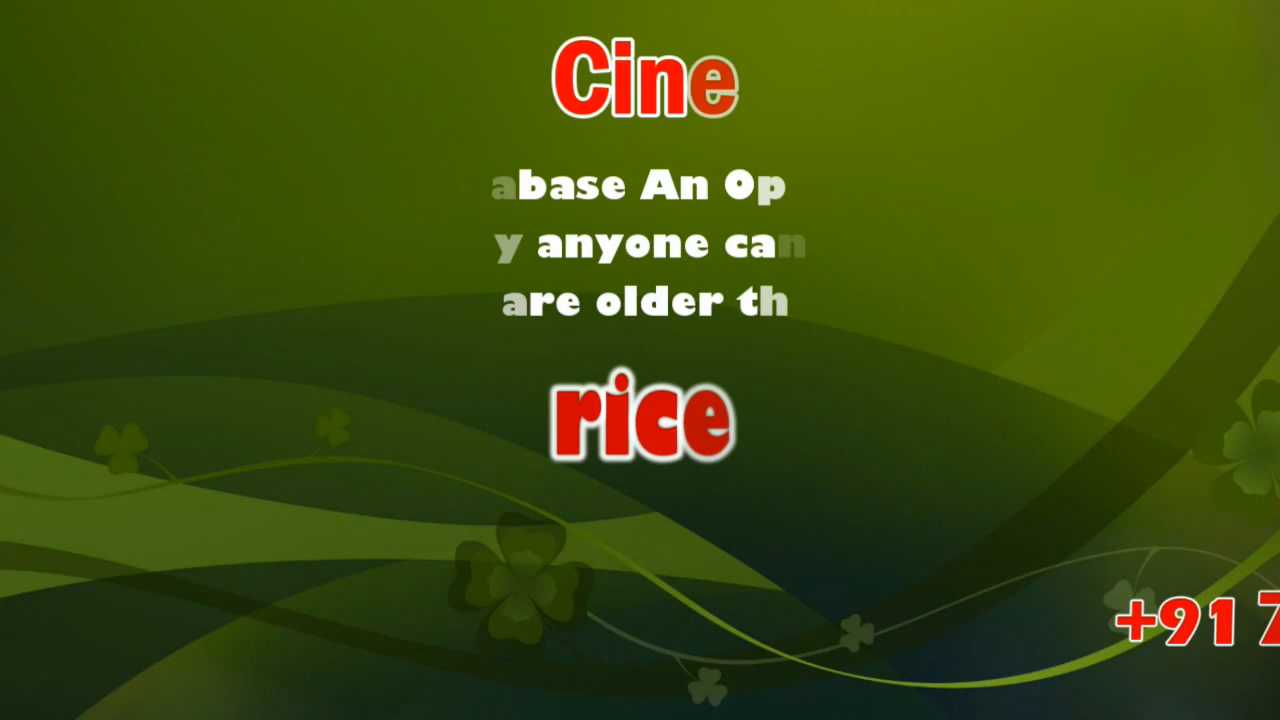 Cine
abase An Op
y anyone can
are older th
rice
+91 7